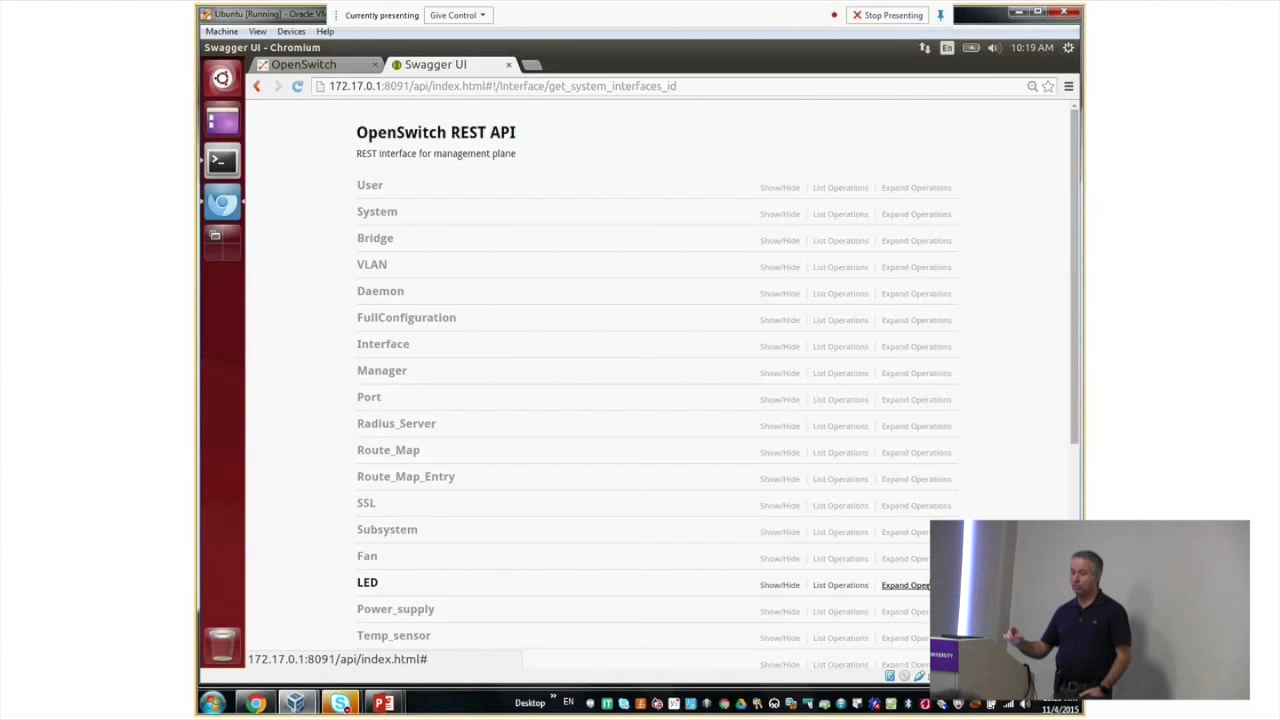 Ubuntu [Running] - Oracle VM
Currently presenting
Give Control
Stop Presenting
Machine View Devices Help
Swagger UI - Chromium
En
10:19 AM
OpenSwitch
Swagger UI
172.17.0.1:8091/api/index.html#!/Interface/get_system_interfaces_id
OpenSwitch REST API
REST interface for management plane
User Show/Hide List Operations Expand Operations
System Show/Hide List Operations Expand Operations
Bridge Show/Hide List Operations Expand Operations
VLAN Show/Hide List Operations Expand Operations
Daemon Show/Hide List Operations Expand Operations
FullConfiguration Show/Hide List Operations Expand Operations
Interface Show/Hide List Operations Expand Operations
Manager Show/Hide List Operations Expand Operations
Port Show/Hide List Operations Expand Operations
Radius_Server Show/Hide List Operations Expand Operations
Route_Map Show/Hide List Operations Expand Operations
Route_Map_Entry Show/Hide List Operations Expand Operations
SSL Show/Hide List Operations Expand Operations
Subsystem Show/Hide List Operations
Fan Show/Hide List Operations
LED Show/Hide List Operations Expand Oper
Power_supply Show/Hide List Operations
Temp_sensor Show/Hide List Operations
172.17.0.1:8091/api/index.html#
Show/Hide List Operations
IVERSITY
Desktop
EN
11/4/2015